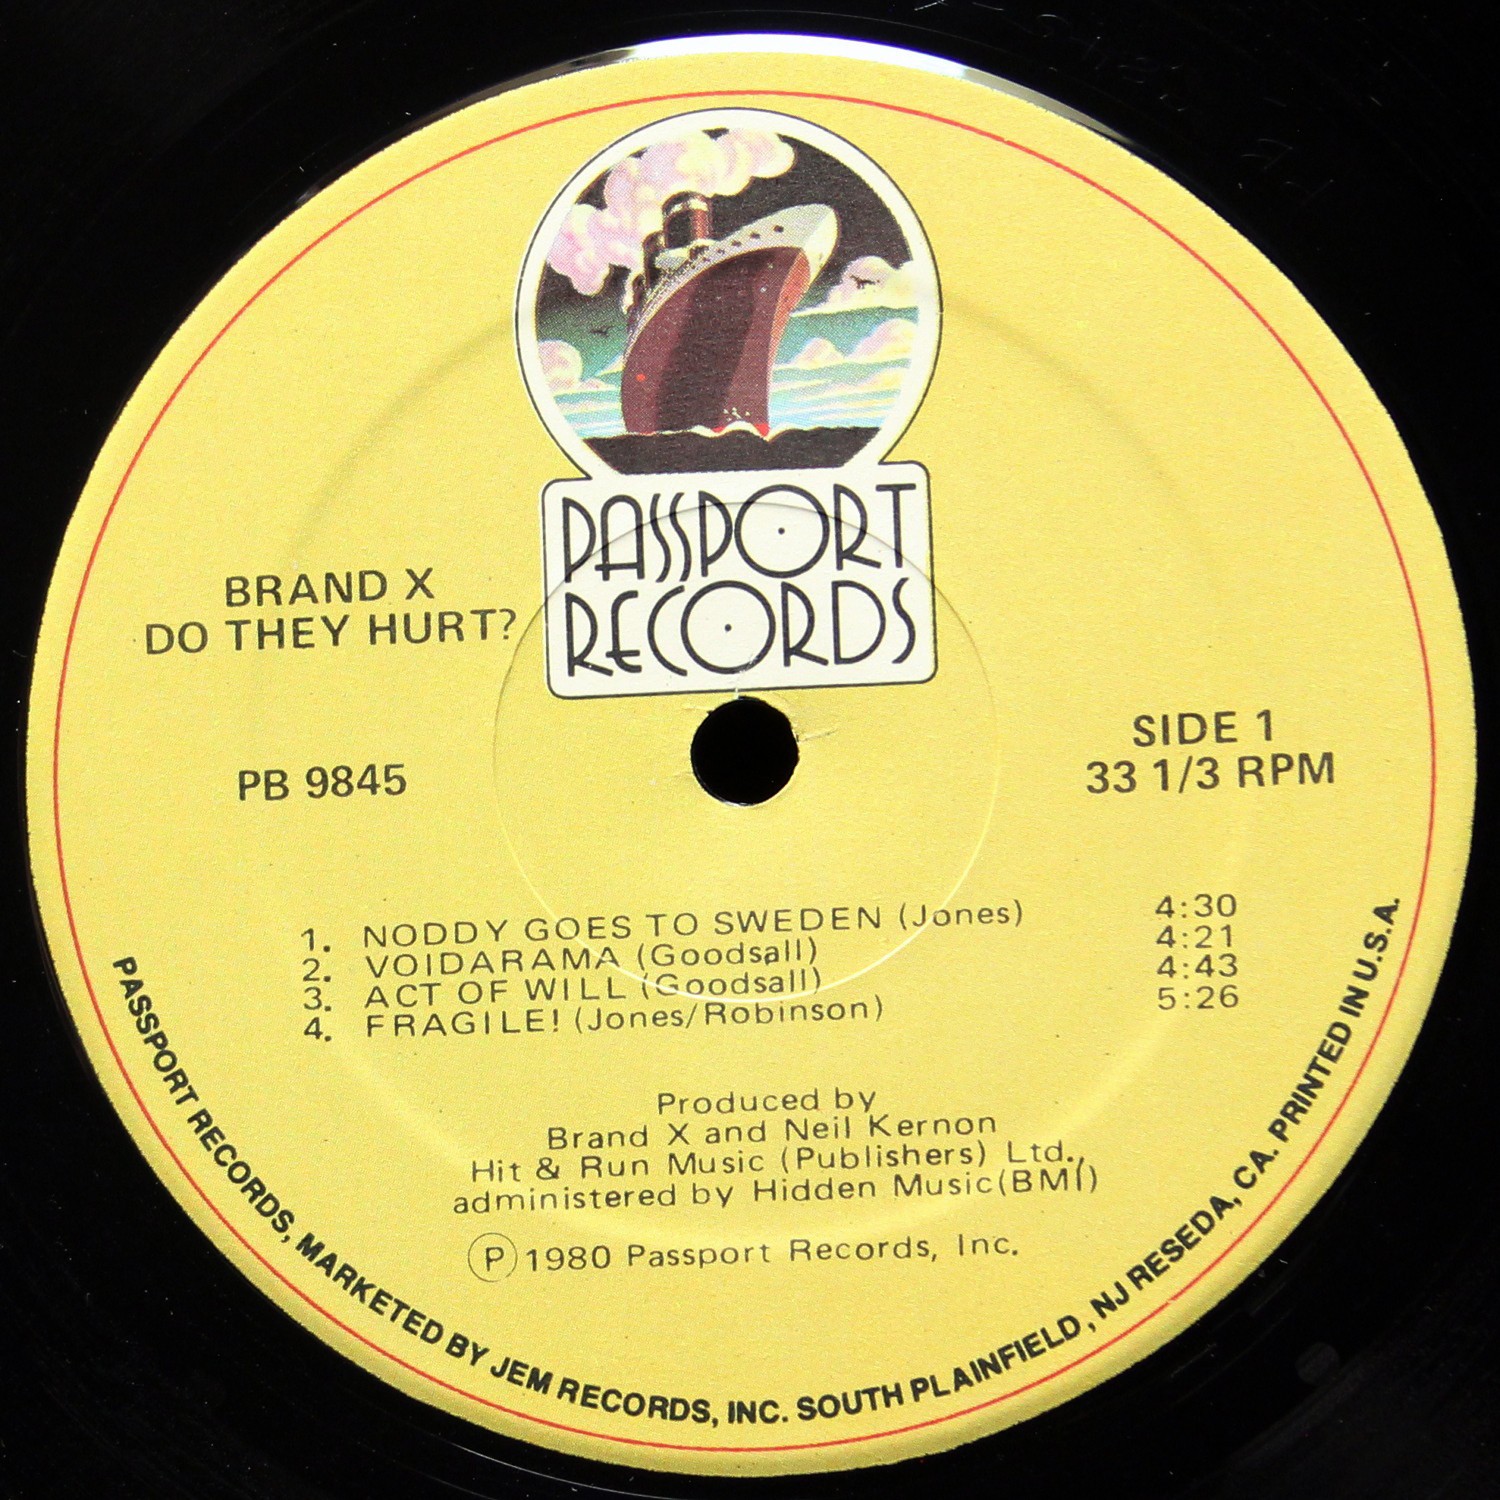 PASSPORT
RECORDS
BRAND X
DO THEY HURT?
PB 9845
SIDE 1
33 1/3 RPM
1. NODDY GOES TO SWEDEN (Jones) 4:30
2. VOIDARAMA (Goodsall) 4:21
3. ACT OF WILL (Goodsall) 4:43
4. FRAGILE! (Jones/Robinson) 5:26
Produced by
Brand X and Neil Kernon
Hit & Run Music (Publishers) Ltd.,
administered by Hidden Music(BMI)
Ⓟ1980 Passport Records, Inc.
PASSPORT RECORDS, MARKETED BY JEM RECORDS, INC. SOUTH PLAINFIELD, NJ RESEDA, CA. PRINTED IN U.S.A.